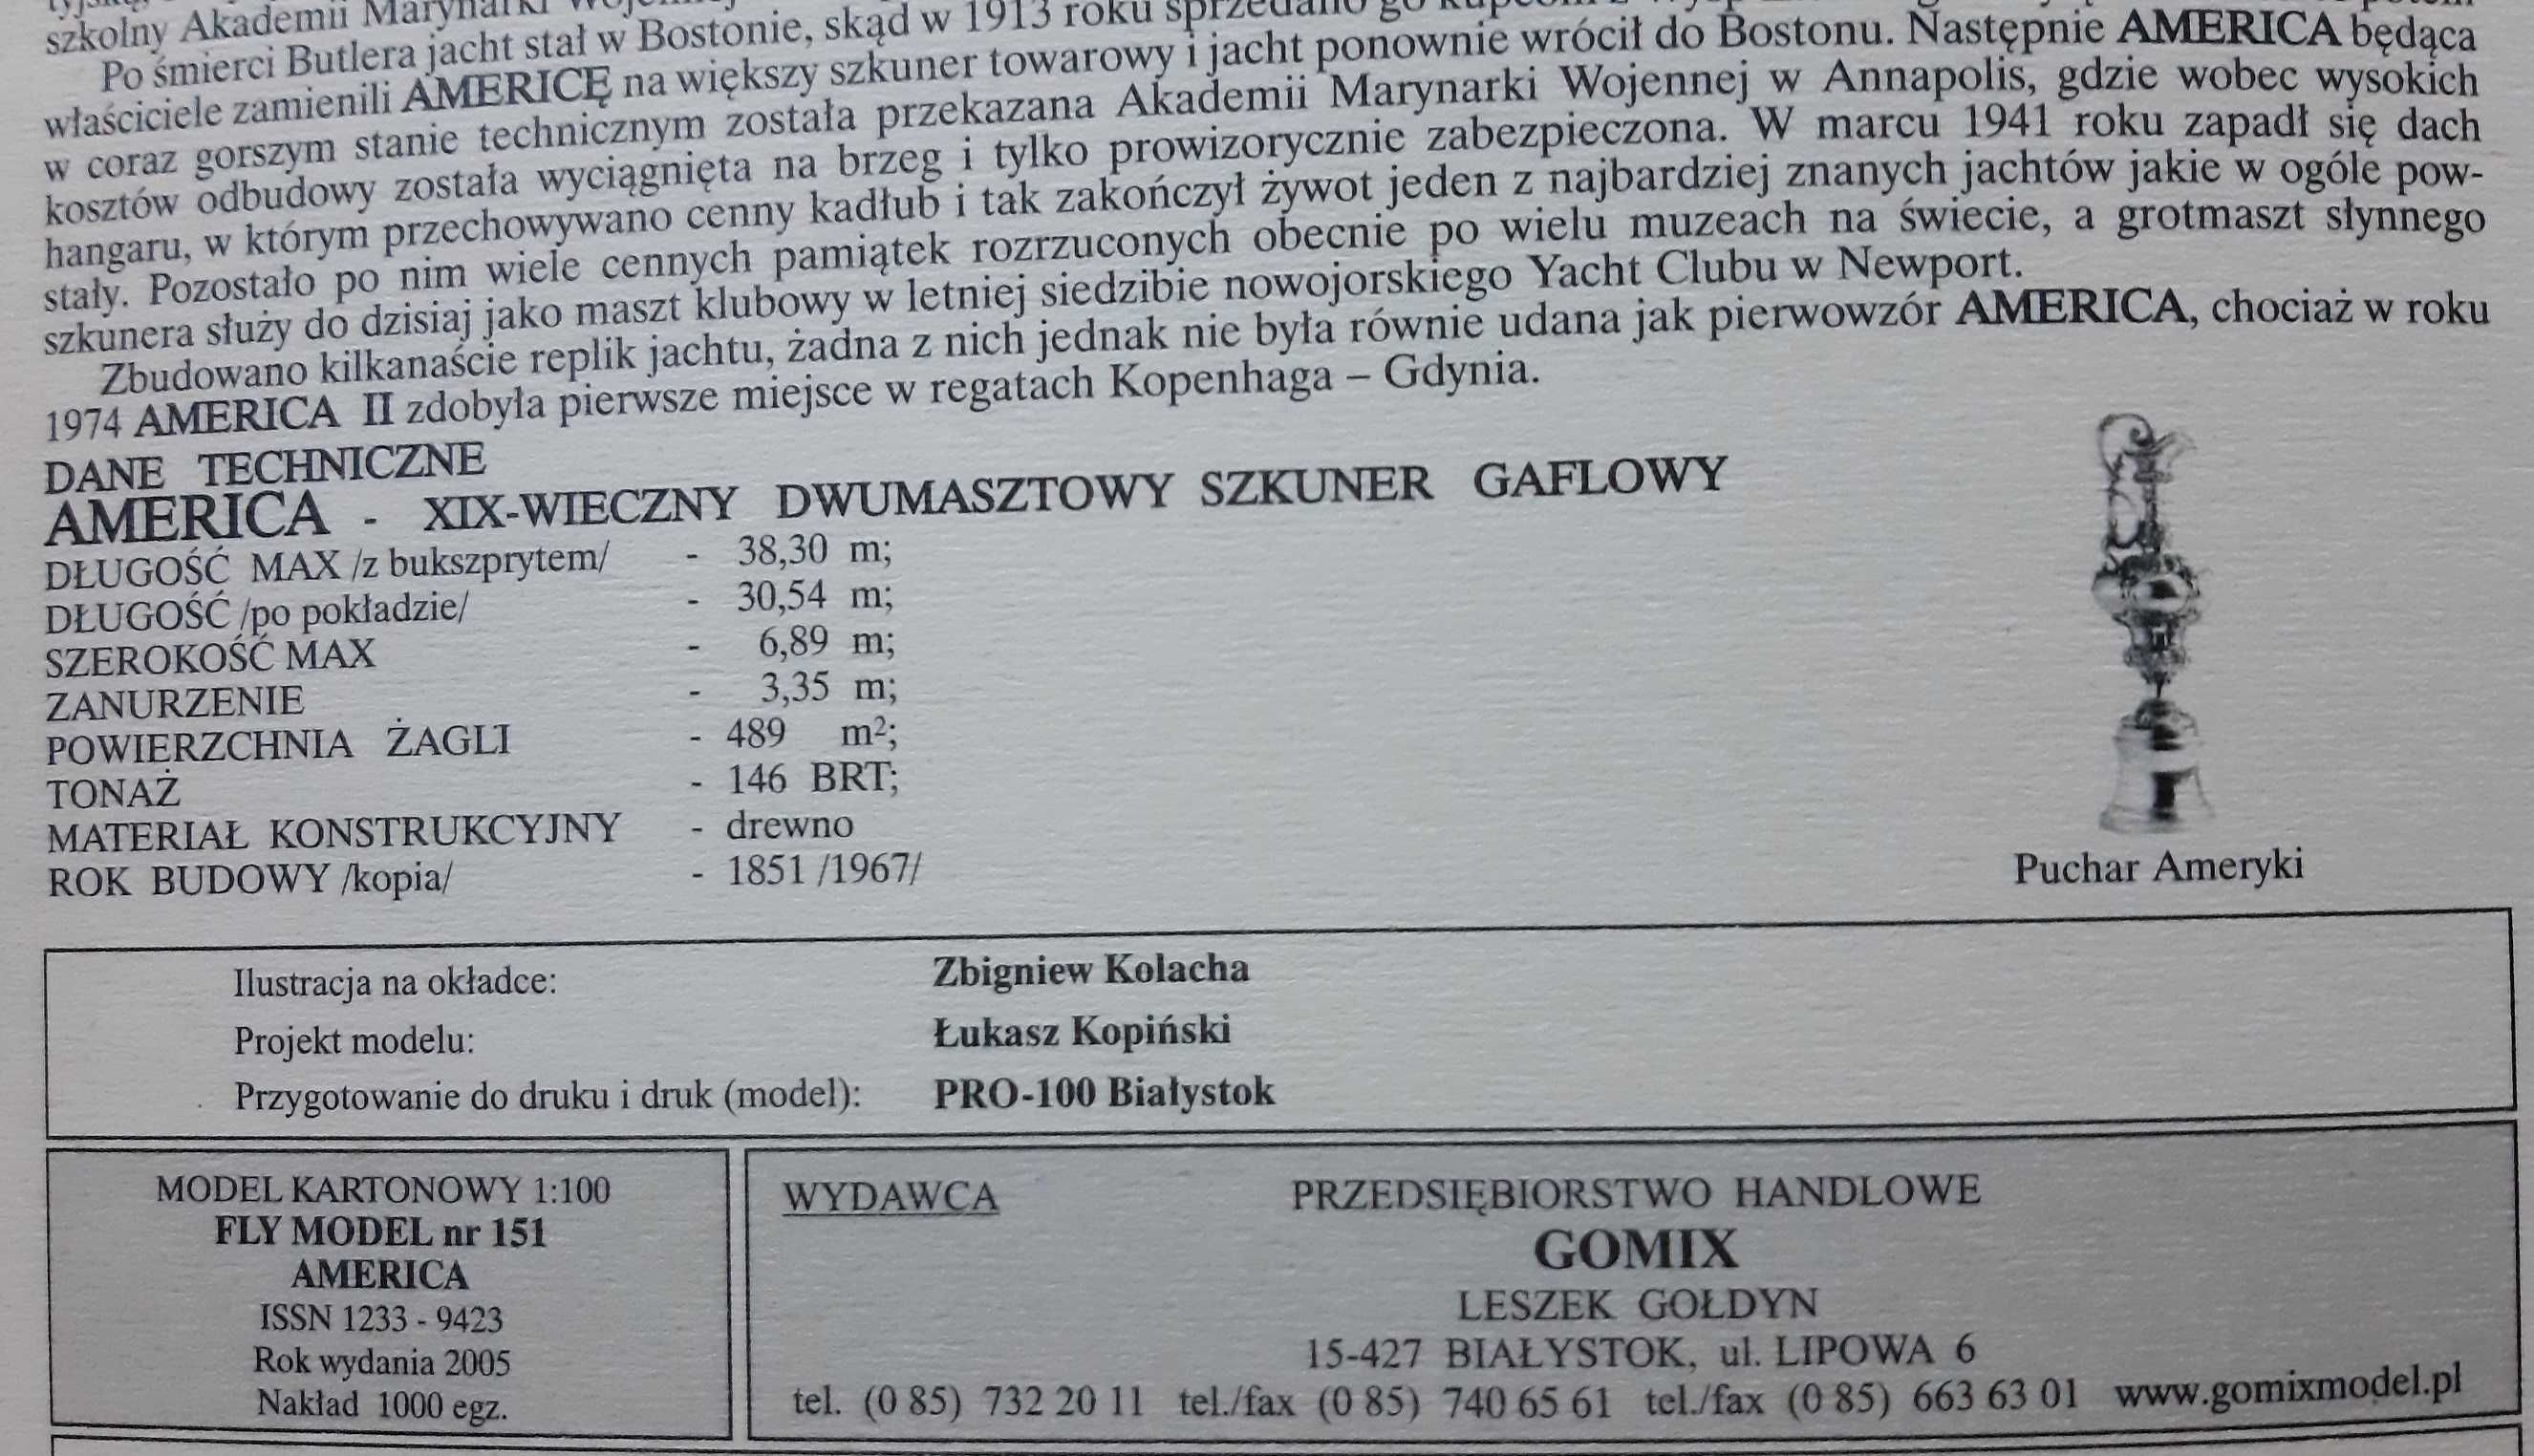 szkolny Akademii Marynarki
Po śmierci Butlera jacht stał w Bostonie, skąd w 1913 roku sprzedano go kupcom z
właściciele zamienili AMERICĘ na większy szkuner towarowy i jacht ponownie wrócił do Bostonu. Następnie AMERICA będąca
w coraz gorszym stanie technicznym została przekazana Akademii Marynarki Wojennej w Annapolis, gdzie wobec wysokich
kosztów odbudowy została wyciągnięta na brzeg i tylko prowizorycznie zabezpieczona. W marcu 1941 roku zapadł się dach
hangaru, w którym przechowywano cenny kadłub i tak zakończył żywot jeden z najbardziej znanych jachtów jakie w ogóle pow-
stały. Pozostało po nim wiele cennych pamiątek rozrzuconych obecnie po wielu muzeach na świecie, a grotmaszt słynnego
szkunera służy do dzisiaj jako maszt klubowy w letniej siedzibie nowojorskiego Yacht Clubu w Newport.
Zbudowano kilkanaście replik jachtu, żadna z nich jednak nie była równie udana jak pierwowzór AMERICA, chociaż w roku
1974 AMERICA II zdobyła pierwsze miejsce w regatach Kopenhaga – Gdynia.
DANE TECHNICZNE
AMERICA - XIX-WIECZNY DWUMASZTOWY SZKUNER GAFLOWY
DŁUGOŚĆ MAX /z bukszprytem/ - 38,30 m;
DŁUGOŚĆ /po pokładzie/ - 30,54 m;
SZEROKOŚĆ MAX - 6,89 m;
ZANURZENIE - 3,35 m;
POWIERZCHNIA ŻAGLI - 489 m²;
TONAŻ - 146 BRT;
MATERIAŁ KONSTRUKCYJNY - drewno
ROK BUDOWY /kopia/ - 1851 /1967/
Puchar Ameryki
Ilustracja na okładce: Zbigniew Kolacha
Projekt modelu: Łukasz Kopiński
Przygotowanie do druku i druk (model): PRO-100 Białystok
MODEL KARTONOWY 1:100
FLY MODEL nr 151
AMERICA
ISSN 1233 - 9423
Rok wydania 2005
Nakład 1000 egz.
WYDAWCA
PRZEDSIĘBIORSTWO HANDLOWE
GOMIX
LESZEK GOŁDYN
15-427 BIAŁYSTOK, ul. LIPOWA 6
tel. (0 85) 732 20 11 tel./fax (0 85) 740 65 61 tel./fax (0 85) 663 63 01 www.gomixmodel.pl